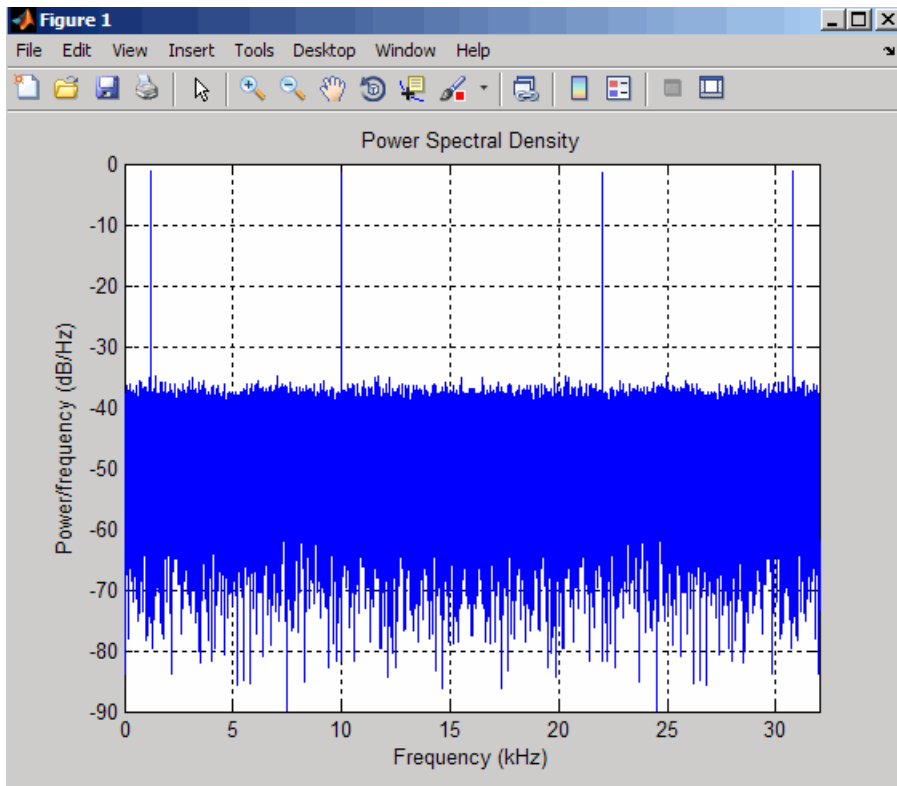 Figure 1
File Edit View Insert Tools Desktop Window Help
Power Spectral Density
0
-10
-20
-30
-40
-50
-60
-70
-80
-90
Power/frequency (dB/Hz)
0 5 10 15 20 25 30
Frequency (kHz)